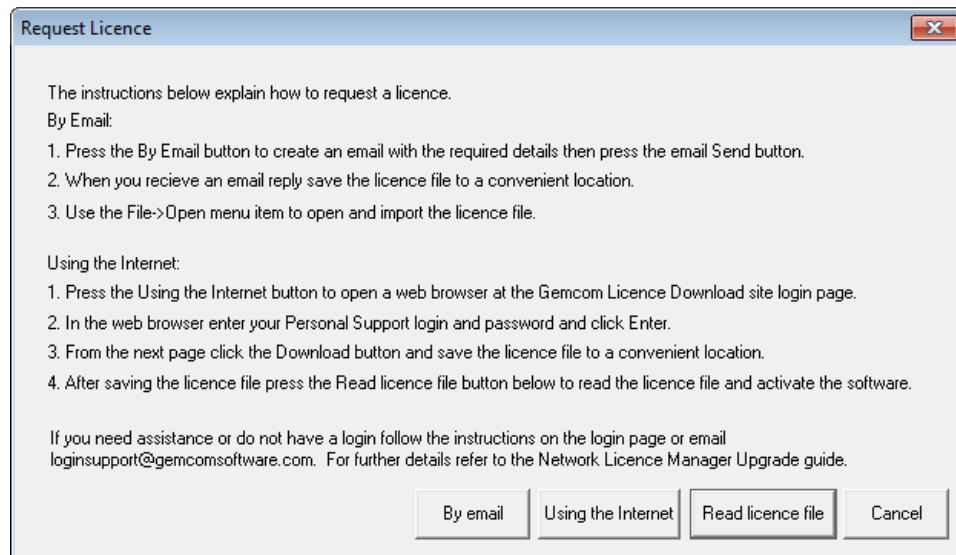 Request Licence
The instructions below explain how to request a licence.
By Email:
1. Press the By Email button to create an email with the required details then press the email Send button.
2. When you recieve an email reply save the licence file to a convenient location.
3. Use the File->Open menu item to open and import the licence file.
Using the Internet:
1. Press the Using the Internet button to open a web browser at the Gemcom Licence Download site login page.
2. In the web browser enter your Personal Support login and password and click Enter.
3. From the next page click the Download button and save the licence file to a convenient location.
4. After saving the licence file press the Read licence file button below to read the licence file and activate the software.
If you need assistance or do not have a login follow the instructions on the login page or email
loginsupport@gemcomsoftware.com. For further details refer to the Network Licence Manager Upgrade guide.
By email Using the Internet Read licence file Cancel